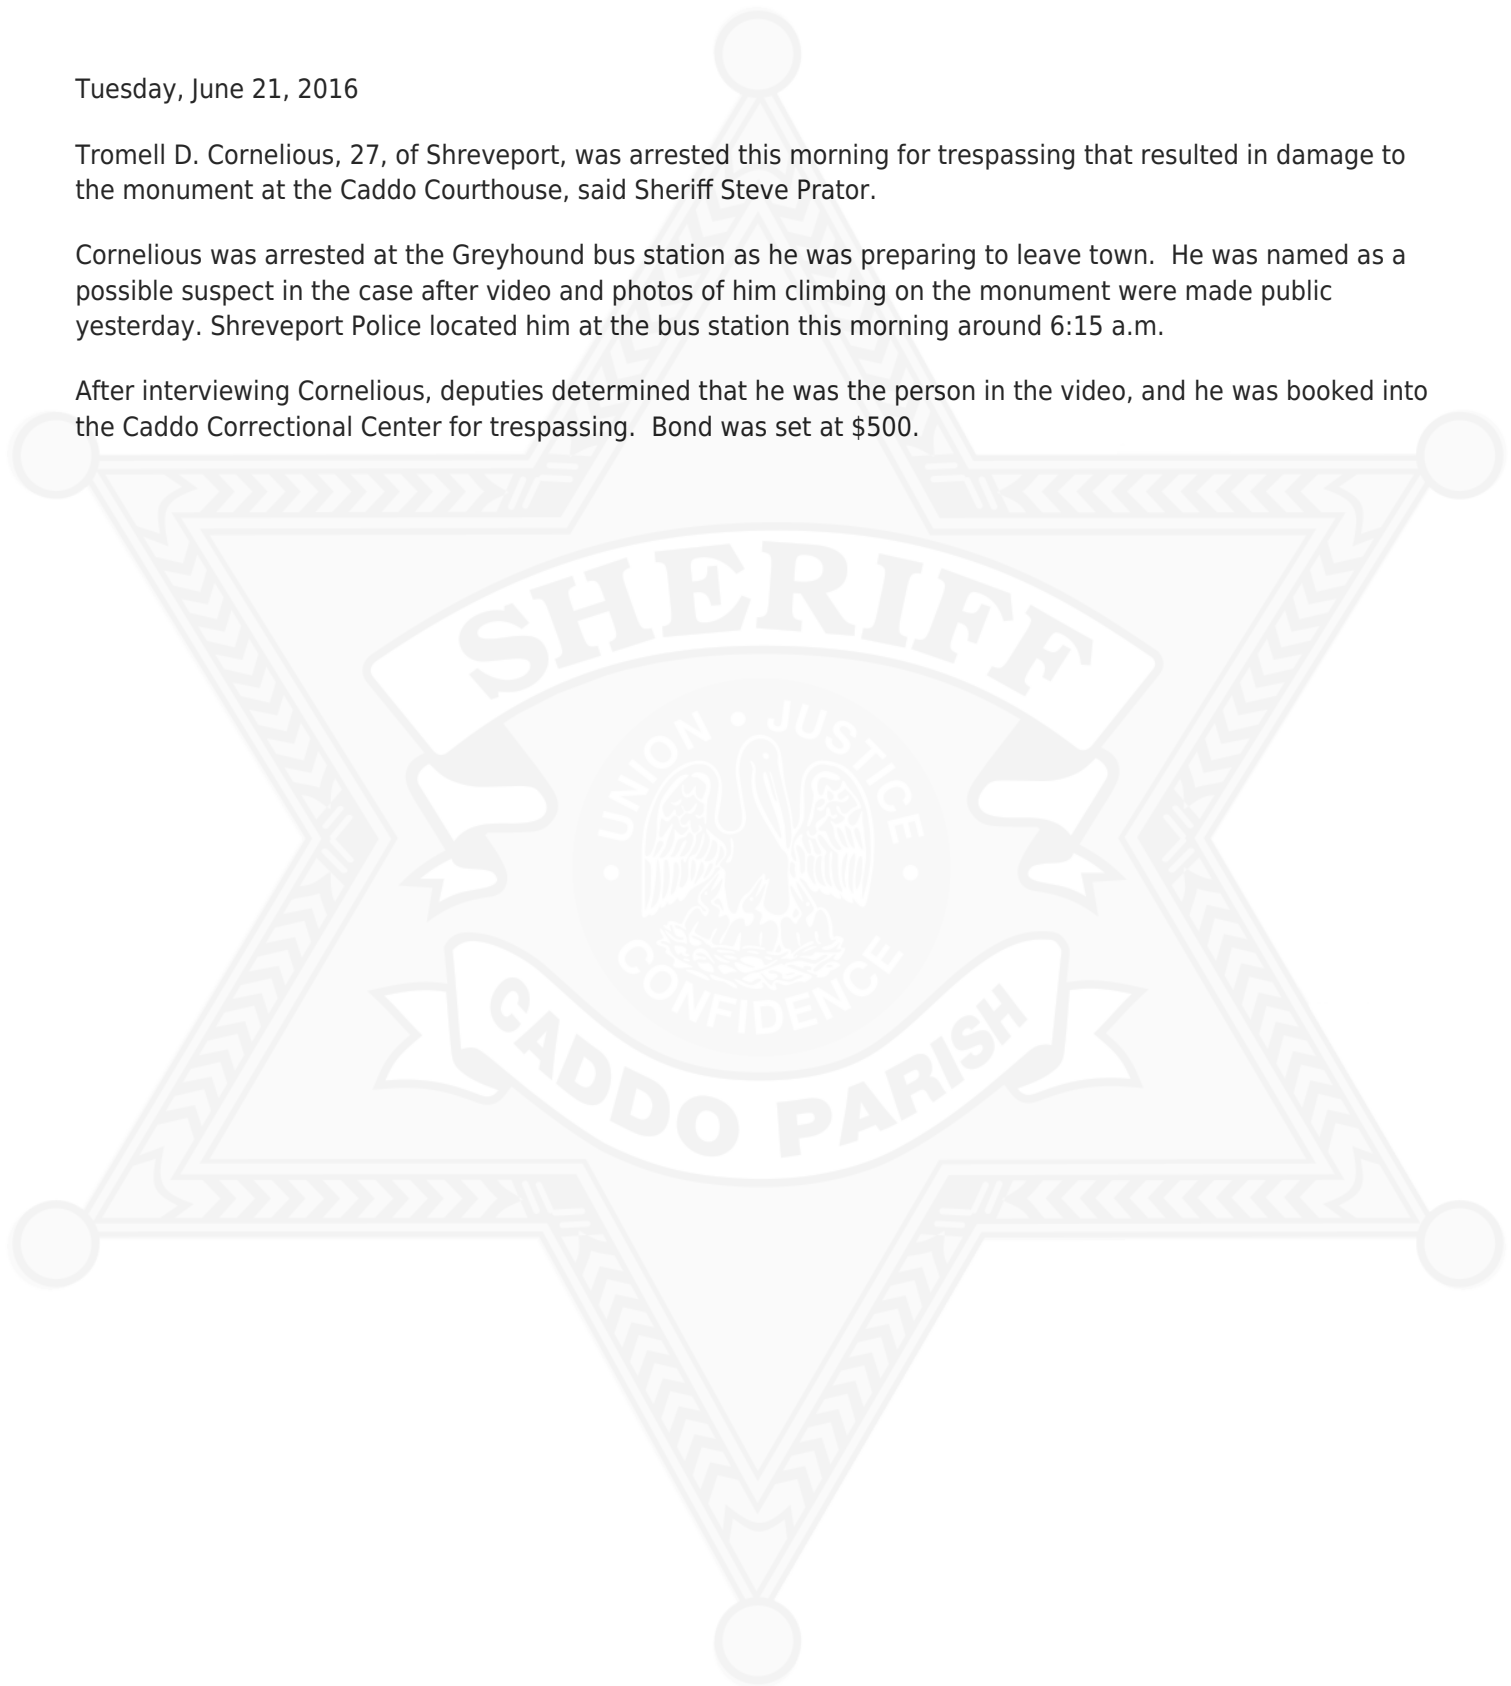 Tuesday, June 21, 2016
Tromell D. Cornelious, 27, of Shreveport, was arrested this morning for trespassing that resulted in damage to
the monument at the Caddo Courthouse, said Sheriff Steve Prator.
Cornelious was arrested at the Greyhound bus station as he was preparing to leave town.  He was named as a
possible suspect in the case after video and photos of him climbing on the monument were made public
yesterday. Shreveport Police located him at the bus station this morning around 6:15 a.m.
After interviewing Cornelious, deputies determined that he was the person in the video, and he was booked into
the Caddo Correctional Center for trespassing.  Bond was set at $500.
SHERIFF
UNION • JUSTICE
• CONFIDENCE •
CADDO PARISH